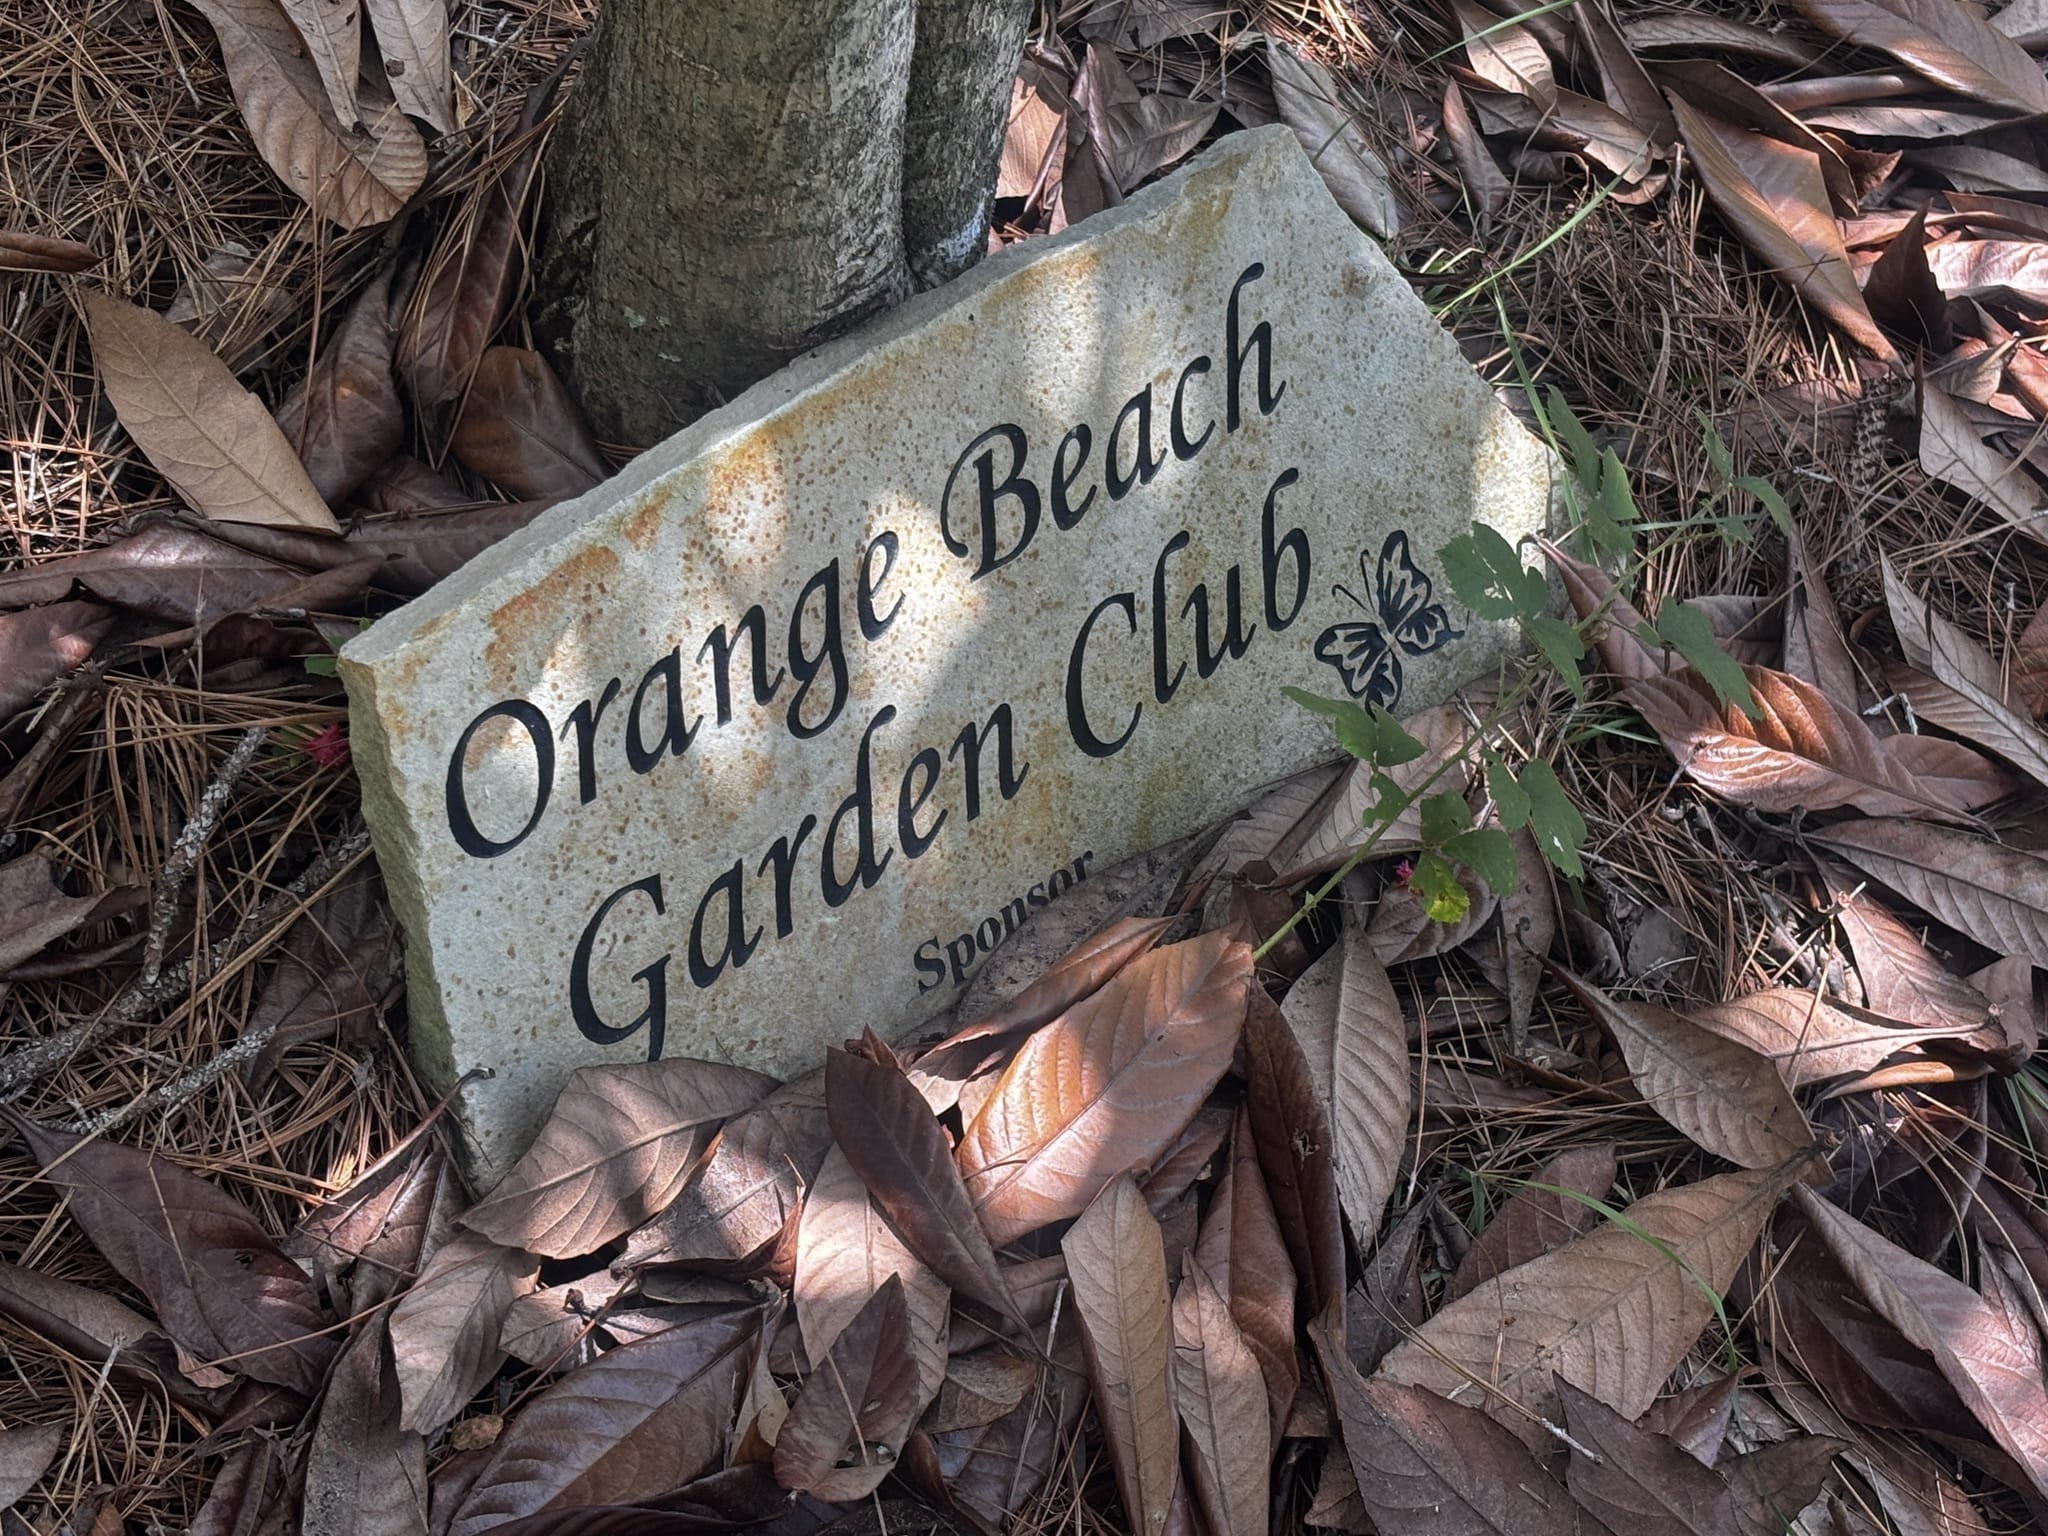 Orange Beach
Garden Club
Sponsor